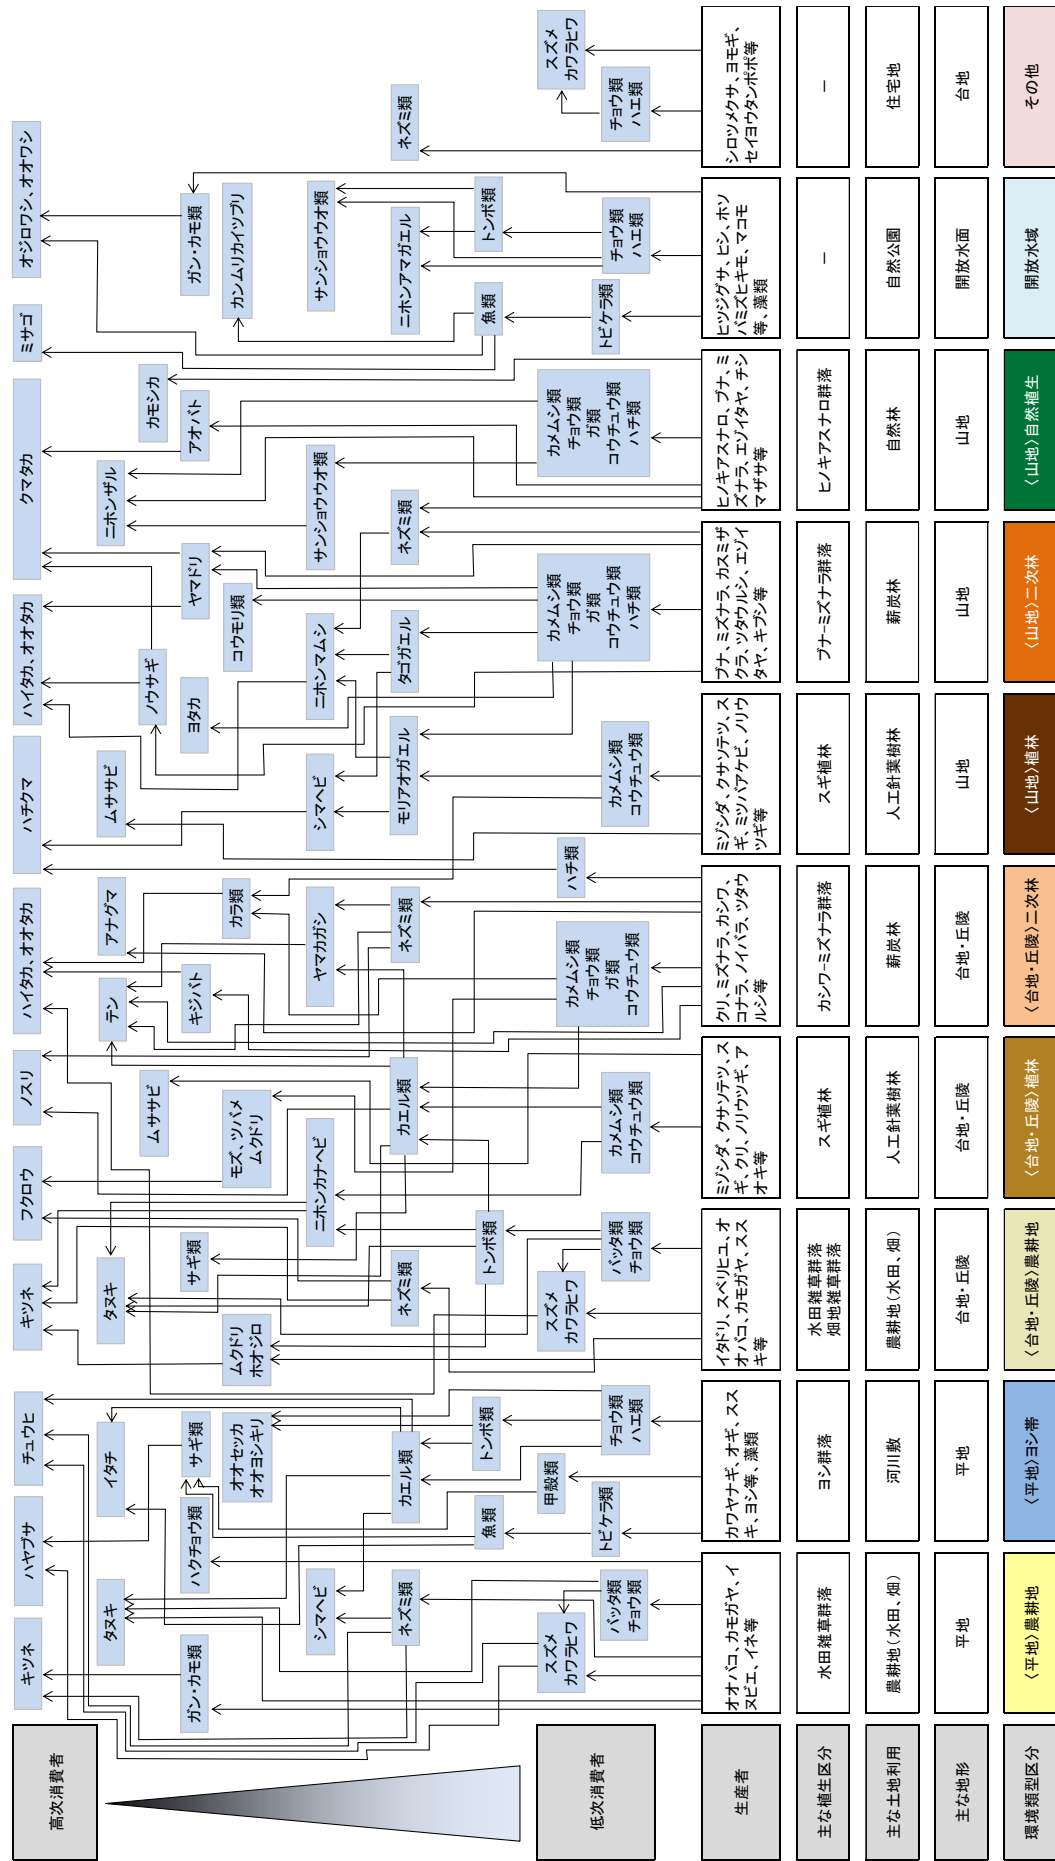 高次消費者
低次消費者
キツネ
ハヤブサ
チュウヒ
キツネ
フクロウ
ノスリ
ハイタカ、オオタカ
ハチクマ
ハイタカ、オオタカ
クマタカ
ミサゴ
オジロワシ、オオワシ
タヌキ
イタチ
タヌキ
テン
アナグマ
ムササビ
ニホンザル
ムササビ
ノウサギ
カモシカ
ガン・カモ類
ハクチョウ類
サギ類
サギ類
キジバト
ヨタカ
ヤマドリ
アオバト
ガン・カモ類
オオセッカ
オオヨシキリ
ムクドリ
ホオジロ
モズ、ツバメ
ムクドリ
カラ類
コウモリ類
カンムリカイツブリ
シマヘビ
ニホンカナヘビ
ヤマカガシ
シマヘビ
ニホンマムシ
サンショウウオ類
サンショウウオ類
ネズミ類
カエル類
ネズミ類
カエル類
ネズミ類
モリアオガエル
タゴガエル
ネズミ類
ニホンアマガエル
ネズミ類
魚類
トンボ類
トンボ類
魚類
トンボ類
スズメ
カワラヒワ
甲殻類
スズメ
カワラヒワ
カメムシ類
チョウ類
ガ類
コウチュウ類
ハチ類
カメムシ類
チョウ類
ガ類
コウチュウ類
ハチ類
カメムシ類
チョウ類
ガ類
コウチュウ類
ハチ類
スズメ
カワラヒワ
バッタ類
チョウ類
トビケラ類
チョウ類
ハエ類
バッタ類
チョウ類
カメムシ類
コウチュウ類
カメムシ類
コウチュウ類
トビケラ類
チョウ類
ハエ類
チョウ類
ハエ類
生産者
オオバコ、カモガヤ、イ
ヌビエ、イネ等
カワヤナギ、オギ、スス
キ、ヨシ等、藻類
イタドリ、スベリヒユ、オ
オバコ、カモガヤ、スス
キ等
ミゾシダ、クサソテツ、ス
ギ、クリ、ノリウツギ、ア
オキ等
クリ、ミズナラ、カシワ、
コナラ、ノイバラ、ツタウ
ルシ等
ミゾシダ、クサソテツ、ス
ギ、ミツバアケビ、ノリウ
ツギ等
ブナ、ミズナラ、カスミザ
クラ、ツタウルシ、エゾイ
タヤ、キブシ等
ヒノキアスナロ、ブナ、ミ
ズナラ、エゾイタヤ、チシ
マザサ等
ヒツジグサ、ヒシ、ホソ
バミズヒキモ、マコモ
等、藻類
シロツメクサ、ヨモギ、
セイヨウタンポポ等
主な植生区分
水田雑草群落
ヨシ群落
水田雑草群落
畑地雑草群落
スギ植林
カシワーミズナラ群落
スギ植林
ブナーミズナラ群落
ヒノキアスナロ群落
－
－
主な土地利用
農耕地（水田、畑）
河川敷
農耕地（水田、畑）
人工針葉樹林
薪炭林
人工針葉樹林
薪炭林
自然林
自然公園
住宅地
主な地形
平地
平地
台地・丘陵
台地・丘陵
台地・丘陵
山地
山地
山地
開放水面
台地
環境類型区分
〈平地〉農耕地
〈平地〉ヨシ帯
〈台地・丘陵〉農耕地
〈台地・丘陵〉植林
〈台地・丘陵〉二次林
〈山地〉植林
〈山地〉二次林
〈山地〉自然植生
開放水域
その他